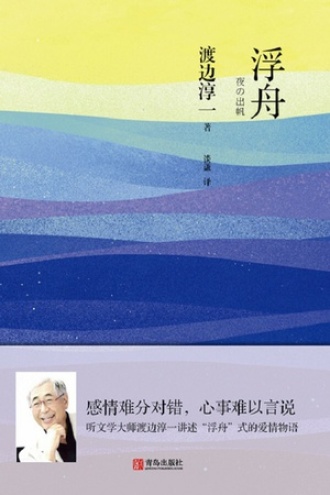 浮舟
夜の出帆
渡边淳一 著
谈谦 译
感情难分对错，心事难以言说
听文学大师渡边淳一讲述“浮舟”式的爱情物语
青岛出版社